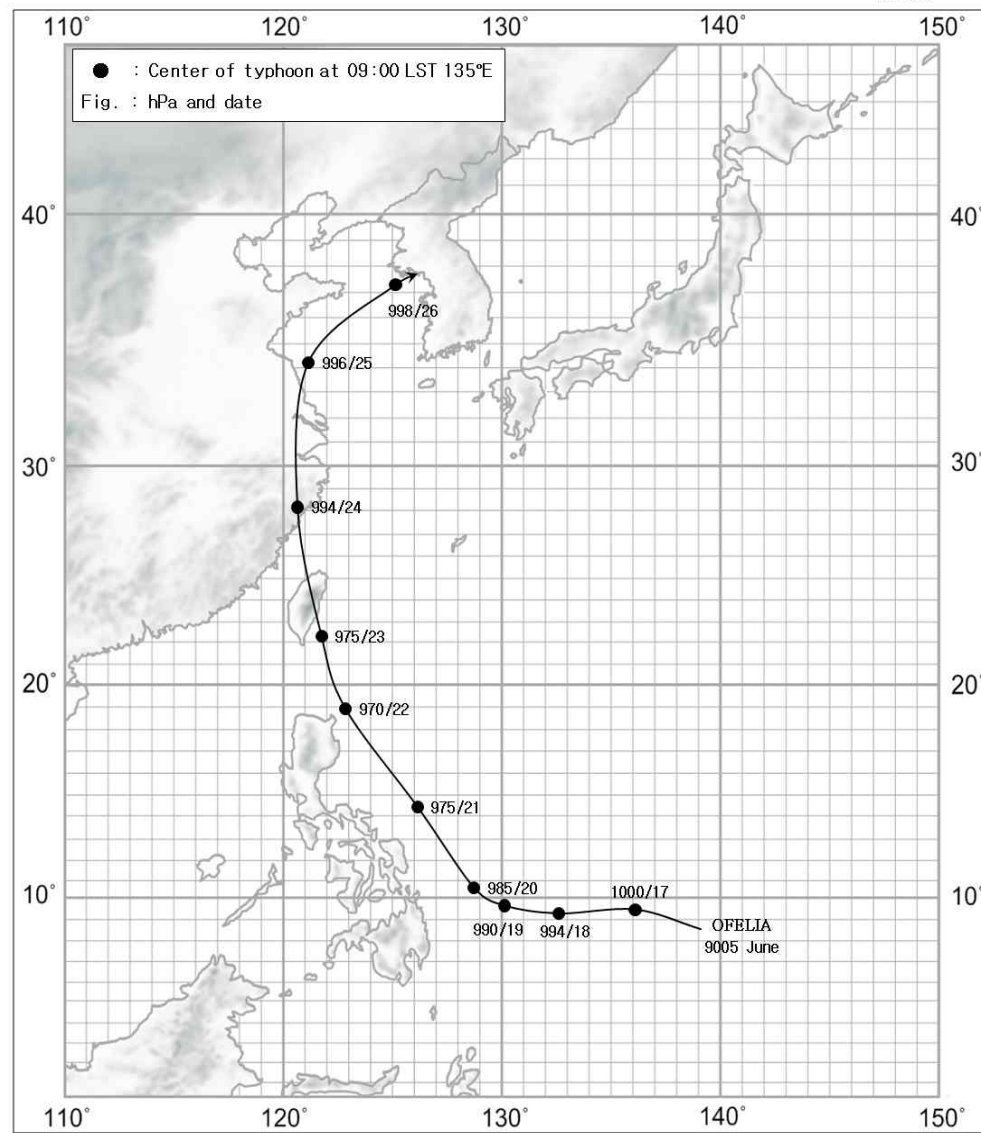 110° 120° 130° 140° 150°
● : Center of typhoon at 09:00 LST 135°E
Fig. : hPa and date
40° 40°
998/26
996/25
30° 30°
994/24
975/23
20° 20°
970/22
975/21
985/20
1000/17
10° 10°
990/19
994/18
OFELIA
9005 June
110° 120° 130° 140° 150°